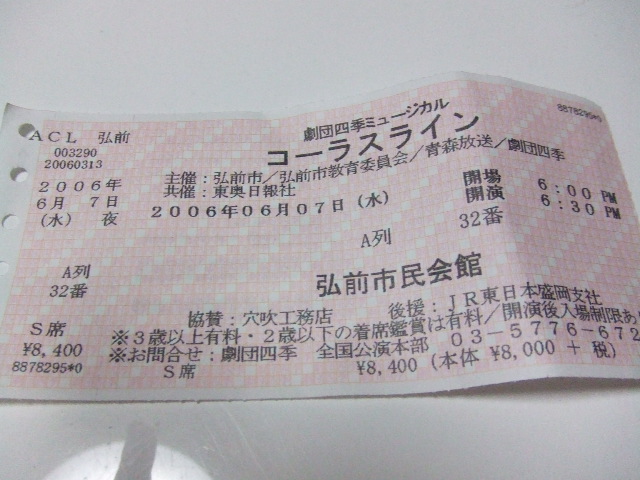 ACL 弘前
003290
20060313
2006年
6月 7日
(水) 夜
A列
32番
S席
¥8,400
8878295*0
8878295*0
劇団四季ミュージカル
コーラスライン
主催:弘前市/弘前市教育委員会/青森放送/劇団四季
共催:東奥日報社
2006年06月07日(水)
開場 6:00 PM
開演 6:30 PM
A列 32番
弘前市民会館
協賛:穴吹工務店 後援:JR東日本盛岡支社
※3歳以上有料・2歳以下の着席鑑賞は有料/開演後入場制限あ
※お問合せ:劇団四季 全国公演本部 03-5776-672
S席 ¥8,400 (本体 ¥8,000 + 税)